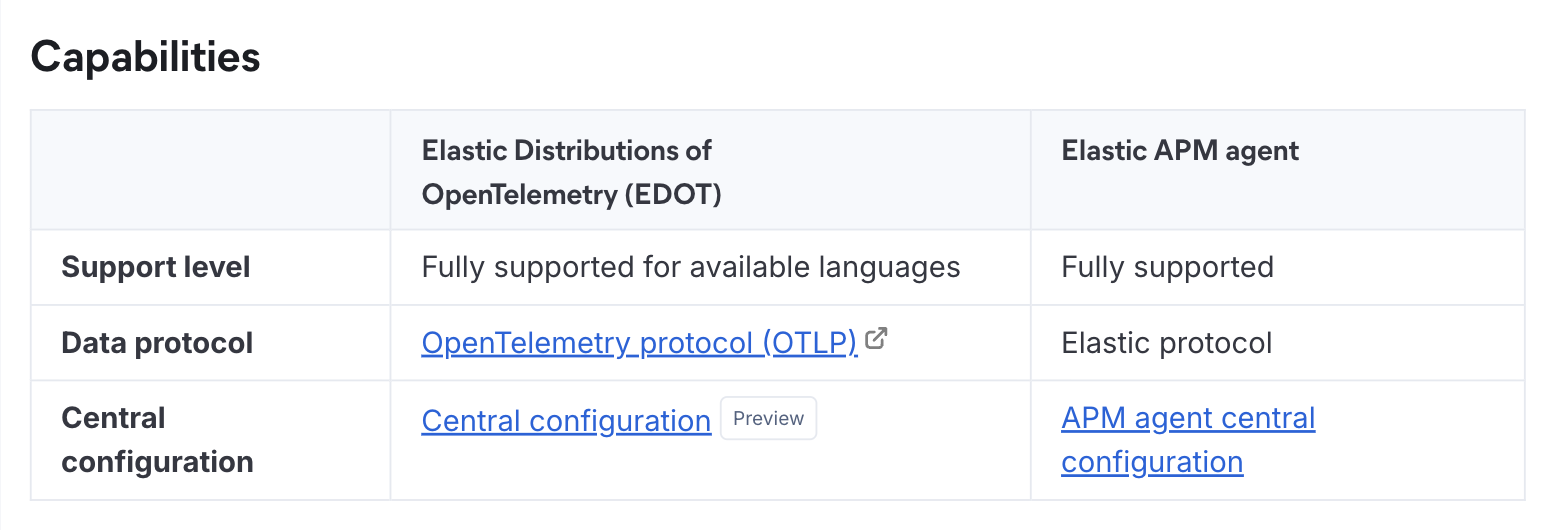 Capabilities
Elastic Distributions of
OpenTelemetry (EDOT)
Elastic APM agent
Support level
Fully supported for available languages
Fully supported
Data protocol
OpenTelemetry protocol (OTLP)
Elastic protocol
Central
configuration
Central configuration Preview
APM agent central
configuration